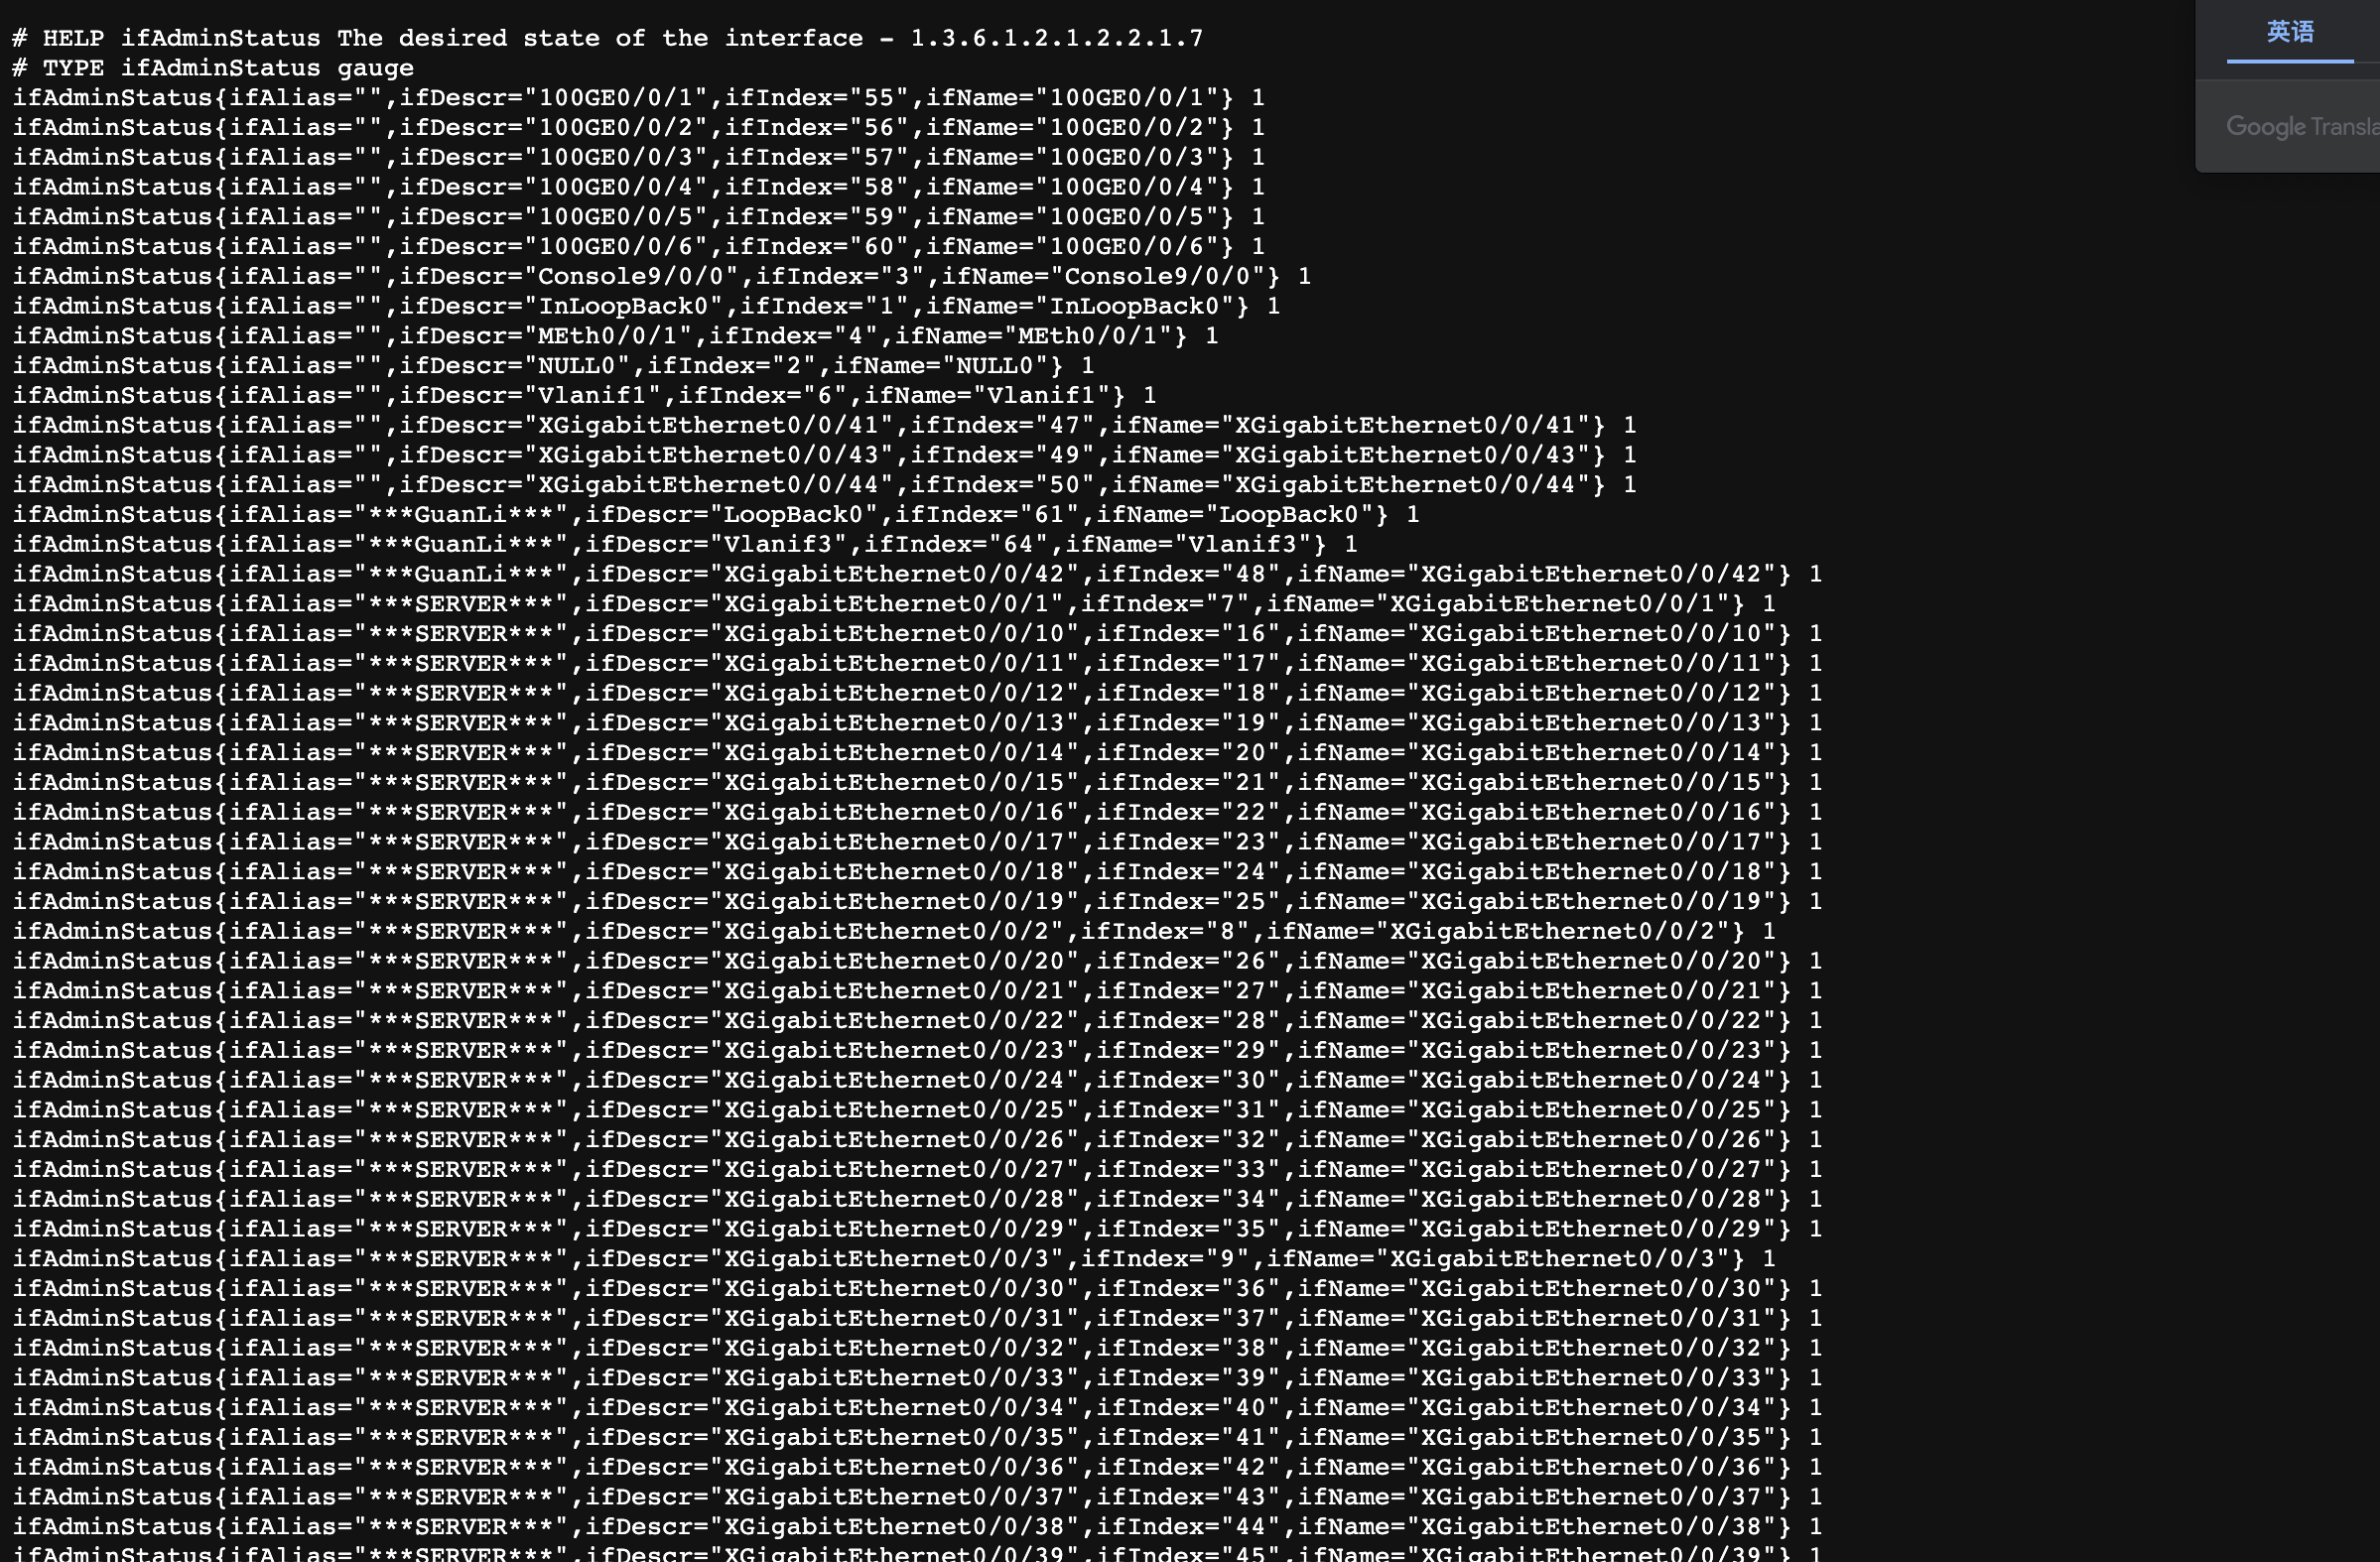 # HELP ifAdminStatus The desired state of the interface - 1.3.6.1.2.1.2.2.1.7
# TYPE ifAdminStatus gauge
ifAdminStatus{ifAlias="",ifDescr="100GE0/0/1",ifIndex="55",ifName="100GE0/0/1"} 1
ifAdminStatus{ifAlias="",ifDescr="100GE0/0/2",ifIndex="56",ifName="100GE0/0/2"} 1
ifAdminStatus{ifAlias="",ifDescr="100GE0/0/3",ifIndex="57",ifName="100GE0/0/3"} 1
ifAdminStatus{ifAlias="",ifDescr="100GE0/0/4",ifIndex="58",ifName="100GE0/0/4"} 1
ifAdminStatus{ifAlias="",ifDescr="100GE0/0/5",ifIndex="59",ifName="100GE0/0/5"} 1
ifAdminStatus{ifAlias="",ifDescr="100GE0/0/6",ifIndex="60",ifName="100GE0/0/6"} 1
ifAdminStatus{ifAlias="",ifDescr="Console9/0/0",ifIndex="3",ifName="Console9/0/0"} 1
ifAdminStatus{ifAlias="",ifDescr="InLoopBack0",ifIndex="1",ifName="InLoopBack0"} 1
ifAdminStatus{ifAlias="",ifDescr="MEth0/0/1",ifIndex="4",ifName="MEth0/0/1"} 1
ifAdminStatus{ifAlias="",ifDescr="NULL0",ifIndex="2",ifName="NULL0"} 1
ifAdminStatus{ifAlias="",ifDescr="Vlanif1",ifIndex="6",ifName="Vlanif1"} 1
ifAdminStatus{ifAlias="",ifDescr="XGigabitEthernet0/0/41",ifIndex="47",ifName="XGigabitEthernet0/0/41"} 1
ifAdminStatus{ifAlias="",ifDescr="XGigabitEthernet0/0/43",ifIndex="49",ifName="XGigabitEthernet0/0/43"} 1
ifAdminStatus{ifAlias="",ifDescr="XGigabitEthernet0/0/44",ifIndex="50",ifName="XGigabitEthernet0/0/44"} 1
ifAdminStatus{ifAlias="***GuanLi***",ifDescr="LoopBack0",ifIndex="61",ifName="LoopBack0"} 1
ifAdminStatus{ifAlias="***GuanLi***",ifDescr="Vlanif3",ifIndex="64",ifName="Vlanif3"} 1
ifAdminStatus{ifAlias="***GuanLi***",ifDescr="XGigabitEthernet0/0/42",ifIndex="48",ifName="XGigabitEthernet0/0/42"} 1
ifAdminStatus{ifAlias="***SERVER***",ifDescr="XGigabitEthernet0/0/1",ifIndex="7",ifName="XGigabitEthernet0/0/1"} 1
ifAdminStatus{ifAlias="***SERVER***",ifDescr="XGigabitEthernet0/0/10",ifIndex="16",ifName="XGigabitEthernet0/0/10"} 1
ifAdminStatus{ifAlias="***SERVER***",ifDescr="XGigabitEthernet0/0/11",ifIndex="17",ifName="XGigabitEthernet0/0/11"} 1
ifAdminStatus{ifAlias="***SERVER***",ifDescr="XGigabitEthernet0/0/12",ifIndex="18",ifName="XGigabitEthernet0/0/12"} 1
ifAdminStatus{ifAlias="***SERVER***",ifDescr="XGigabitEthernet0/0/13",ifIndex="19",ifName="XGigabitEthernet0/0/13"} 1
ifAdminStatus{ifAlias="***SERVER***",ifDescr="XGigabitEthernet0/0/14",ifIndex="20",ifName="XGigabitEthernet0/0/14"} 1
ifAdminStatus{ifAlias="***SERVER***",ifDescr="XGigabitEthernet0/0/15",ifIndex="21",ifName="XGigabitEthernet0/0/15"} 1
ifAdminStatus{ifAlias="***SERVER***",ifDescr="XGigabitEthernet0/0/16",ifIndex="22",ifName="XGigabitEthernet0/0/16"} 1
ifAdminStatus{ifAlias="***SERVER***",ifDescr="XGigabitEthernet0/0/17",ifIndex="23",ifName="XGigabitEthernet0/0/17"} 1
ifAdminStatus{ifAlias="***SERVER***",ifDescr="XGigabitEthernet0/0/18",ifIndex="24",ifName="XGigabitEthernet0/0/18"} 1
ifAdminStatus{ifAlias="***SERVER***",ifDescr="XGigabitEthernet0/0/19",ifIndex="25",ifName="XGigabitEthernet0/0/19"} 1
ifAdminStatus{ifAlias="***SERVER***",ifDescr="XGigabitEthernet0/0/2",ifIndex="8",ifName="XGigabitEthernet0/0/2"} 1
ifAdminStatus{ifAlias="***SERVER***",ifDescr="XGigabitEthernet0/0/20",ifIndex="26",ifName="XGigabitEthernet0/0/20"} 1
ifAdminStatus{ifAlias="***SERVER***",ifDescr="XGigabitEthernet0/0/21",ifIndex="27",ifName="XGigabitEthernet0/0/21"} 1
ifAdminStatus{ifAlias="***SERVER***",ifDescr="XGigabitEthernet0/0/22",ifIndex="28",ifName="XGigabitEthernet0/0/22"} 1
ifAdminStatus{ifAlias="***SERVER***",ifDescr="XGigabitEthernet0/0/23",ifIndex="29",ifName="XGigabitEthernet0/0/23"} 1
ifAdminStatus{ifAlias="***SERVER***",ifDescr="XGigabitEthernet0/0/24",ifIndex="30",ifName="XGigabitEthernet0/0/24"} 1
ifAdminStatus{ifAlias="***SERVER***",ifDescr="XGigabitEthernet0/0/25",ifIndex="31",ifName="XGigabitEthernet0/0/25"} 1
ifAdminStatus{ifAlias="***SERVER***",ifDescr="XGigabitEthernet0/0/26",ifIndex="32",ifName="XGigabitEthernet0/0/26"} 1
ifAdminStatus{ifAlias="***SERVER***",ifDescr="XGigabitEthernet0/0/27",ifIndex="33",ifName="XGigabitEthernet0/0/27"} 1
ifAdminStatus{ifAlias="***SERVER***",ifDescr="XGigabitEthernet0/0/28",ifIndex="34",ifName="XGigabitEthernet0/0/28"} 1
ifAdminStatus{ifAlias="***SERVER***",ifDescr="XGigabitEthernet0/0/29",ifIndex="35",ifName="XGigabitEthernet0/0/29"} 1
ifAdminStatus{ifAlias="***SERVER***",ifDescr="XGigabitEthernet0/0/3",ifIndex="9",ifName="XGigabitEthernet0/0/3"} 1
ifAdminStatus{ifAlias="***SERVER***",ifDescr="XGigabitEthernet0/0/30",ifIndex="36",ifName="XGigabitEthernet0/0/30"} 1
ifAdminStatus{ifAlias="***SERVER***",ifDescr="XGigabitEthernet0/0/31",ifIndex="37",ifName="XGigabitEthernet0/0/31"} 1
ifAdminStatus{ifAlias="***SERVER***",ifDescr="XGigabitEthernet0/0/32",ifIndex="38",ifName="XGigabitEthernet0/0/32"} 1
ifAdminStatus{ifAlias="***SERVER***",ifDescr="XGigabitEthernet0/0/33",ifIndex="39",ifName="XGigabitEthernet0/0/33"} 1
ifAdminStatus{ifAlias="***SERVER***",ifDescr="XGigabitEthernet0/0/34",ifIndex="40",ifName="XGigabitEthernet0/0/34"} 1
ifAdminStatus{ifAlias="***SERVER***",ifDescr="XGigabitEthernet0/0/35",ifIndex="41",ifName="XGigabitEthernet0/0/35"} 1
ifAdminStatus{ifAlias="***SERVER***",ifDescr="XGigabitEthernet0/0/36",ifIndex="42",ifName="XGigabitEthernet0/0/36"} 1
ifAdminStatus{ifAlias="***SERVER***",ifDescr="XGigabitEthernet0/0/37",ifIndex="43",ifName="XGigabitEthernet0/0/37"} 1
ifAdminStatus{ifAlias="***SERVER***",ifDescr="XGigabitEthernet0/0/38",ifIndex="44",ifName="XGigabitEthernet0/0/38"} 1
ifAdminStatus{ifAlias="***SERVER***",ifDescr="XGigabitEthernet0/0/39",ifIndex="45",ifName="XGigabitEthernet0/0/39"} 1
英语
Google Transla